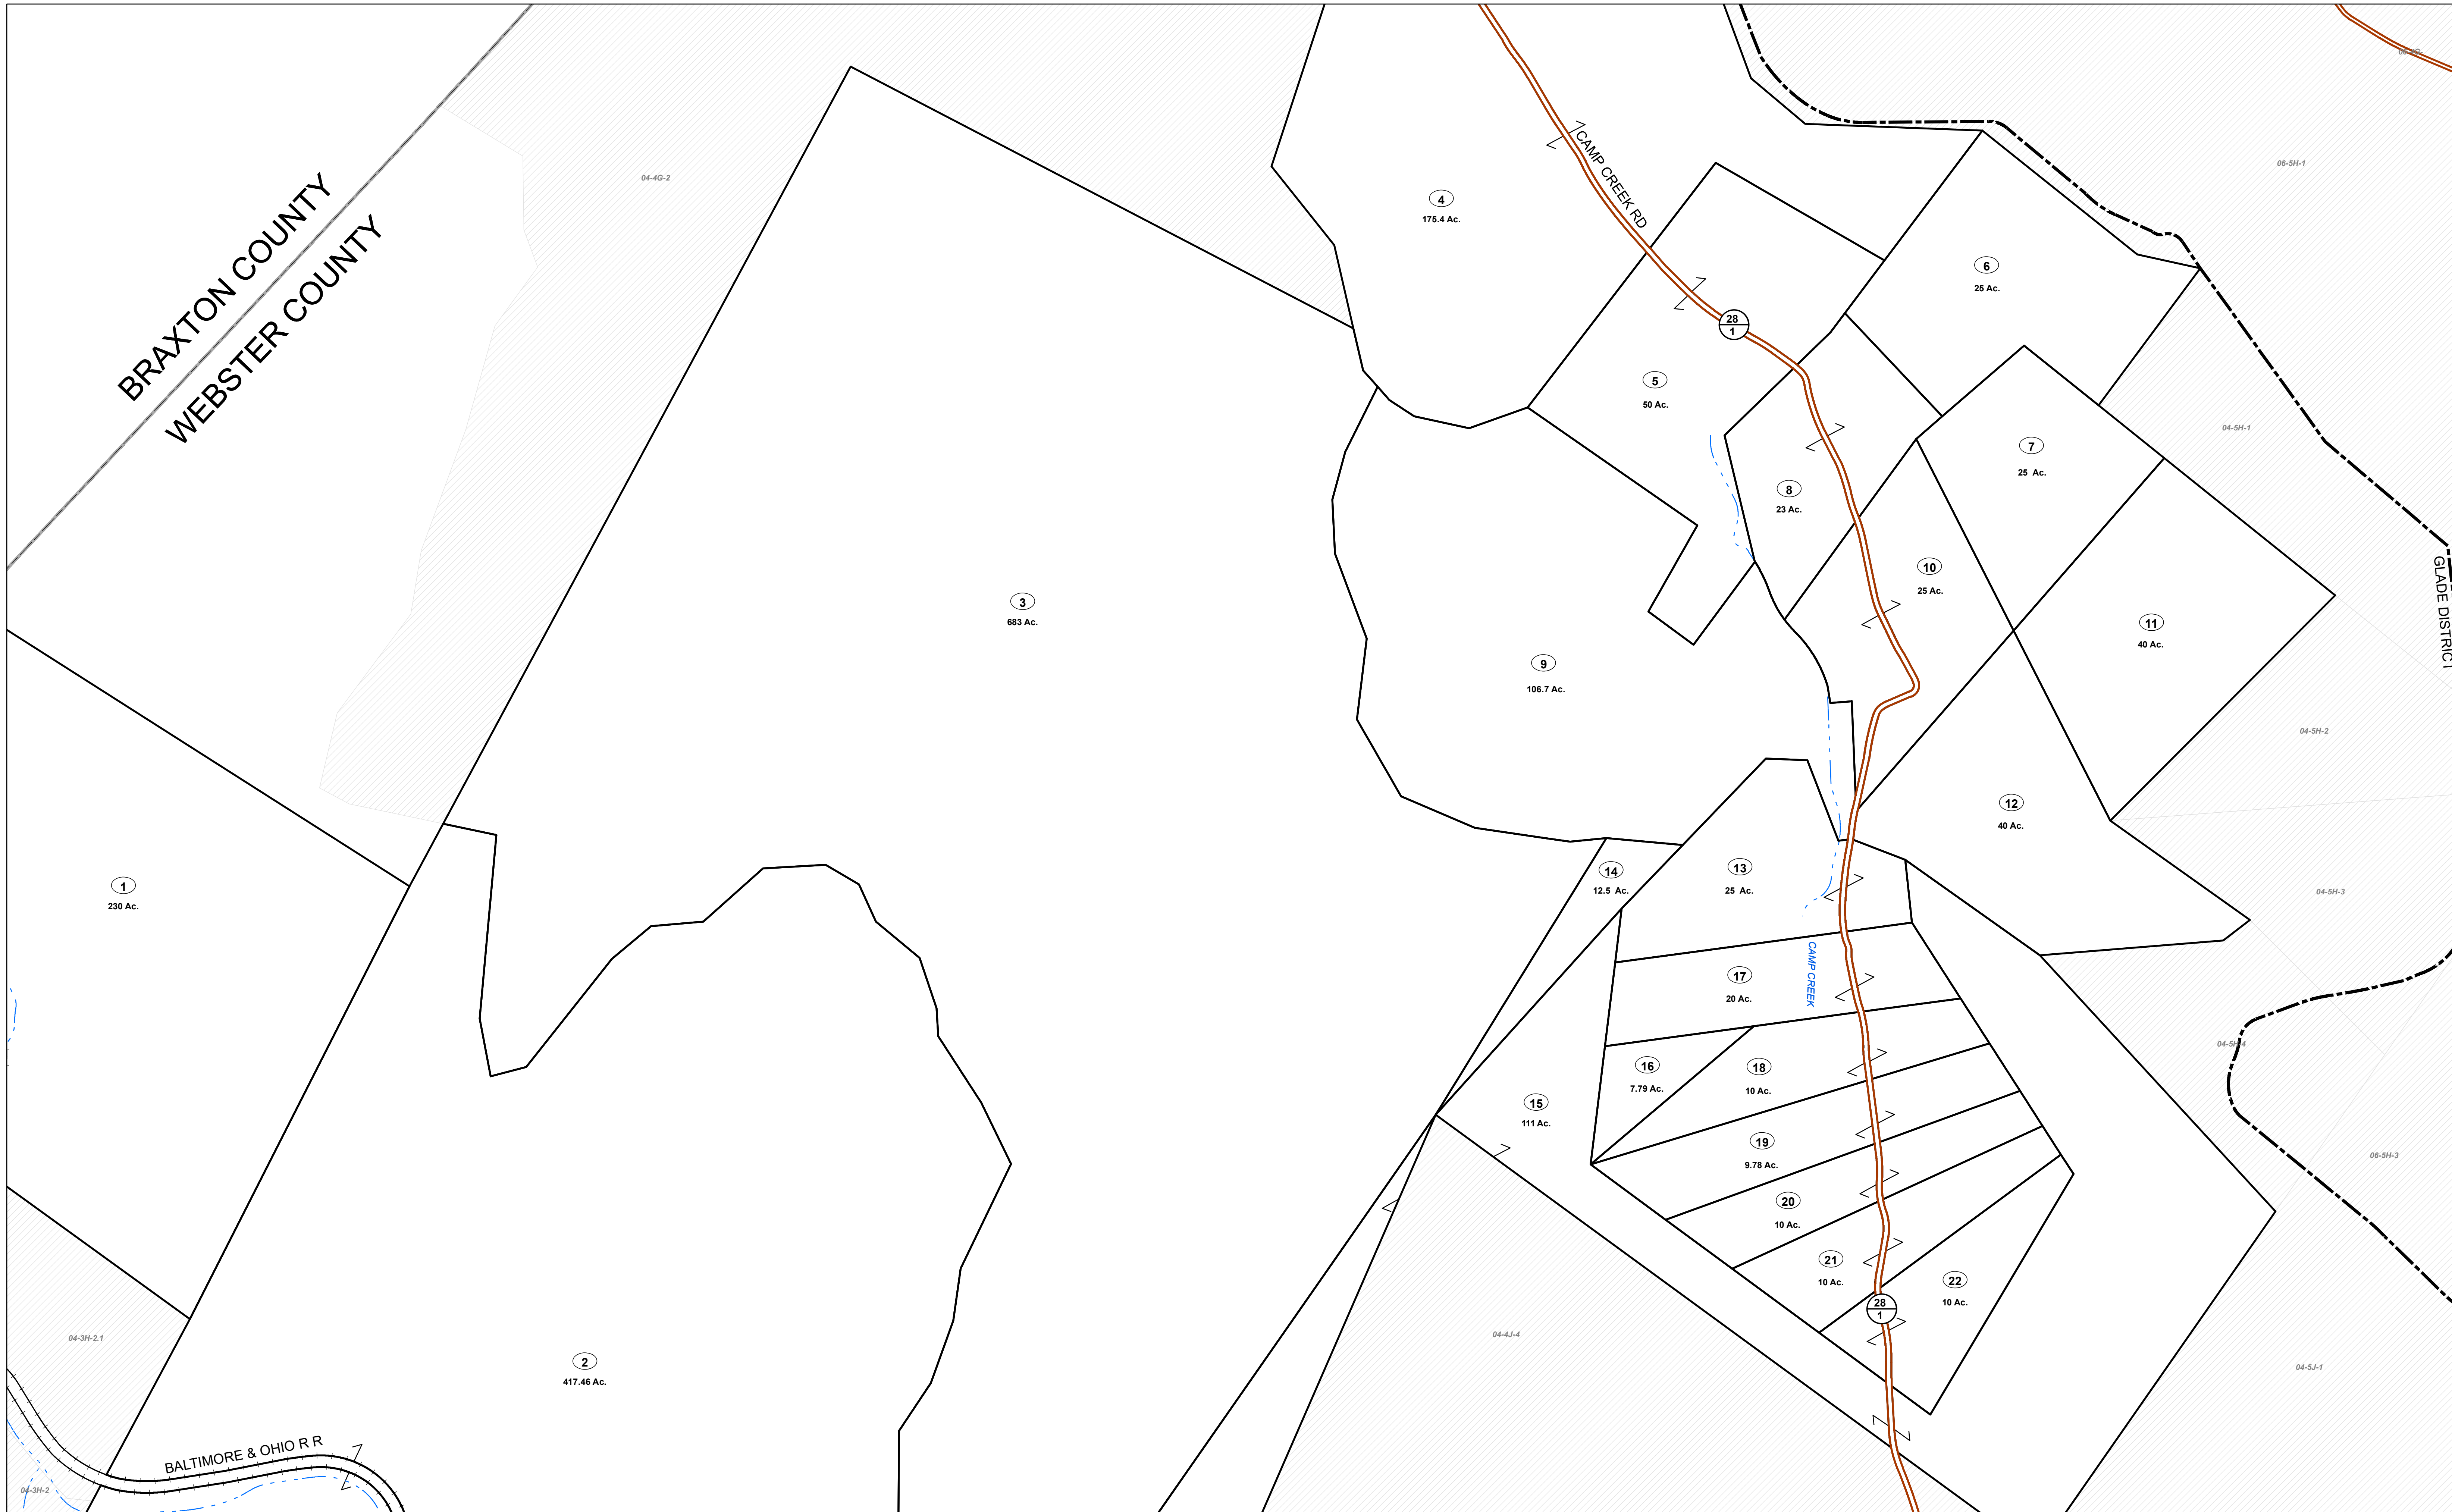 06-5H-1
04-4G-2
BRAXTON COUNTY
WEBSTER COUNTY
CAMP CREEK RD
4
175.4 Ac.
6
25 Ac.
28
1
5
50 Ac.
04-5H-1
7
25 Ac.
8
23 Ac.
GLADE DISTRICT
10
25 Ac.
3
683 Ac.
11
40 Ac.
9
106.7 Ac.
04-5H-2
12
40 Ac.
1
230 Ac.
14
12.5 Ac.
13
25 Ac.
04-5H-3
17
20 Ac.
CAMP CREEK
04-5H-4
16
7.79 Ac.
18
10 Ac.
15
111 Ac.
19
9.78 Ac.
06-5H-3
20
10 Ac.
21
10 Ac.
22
10 Ac.
28
1
04-3H-2.1
04-4J-4
2
417.46 Ac.
04-5J-1
BALTIMORE & OHIO R R
04-3H-2